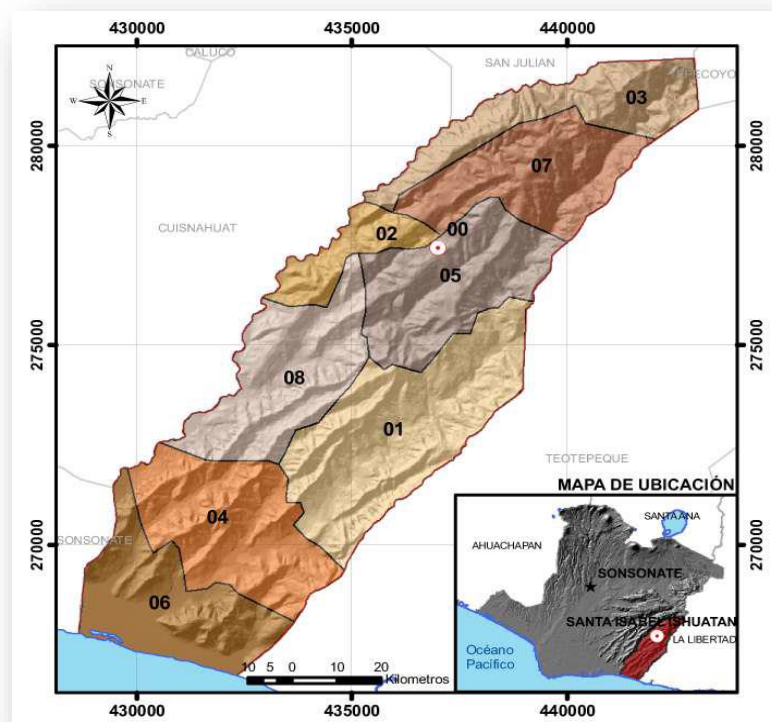 430000 435000 440000
CALUCO
SONSONATE
SAN JULIAN
TEPECOYO
N
W E
S
03
280000 280000
07
CUISNAHUAT
02
00
05
275000 275000
08
01
TEOTEPEQUE
MAPA DE UBICACIÓN
270000 270000
SONSONATE
04
06
SANTA ANA
AHUACHAPAN
SONSONATE
SANTA ISABEL ISHUATAN
LA LIBERTAD
Océano
Pacífico
10 5 0 10 20
Kilometros
430000 435000 440000